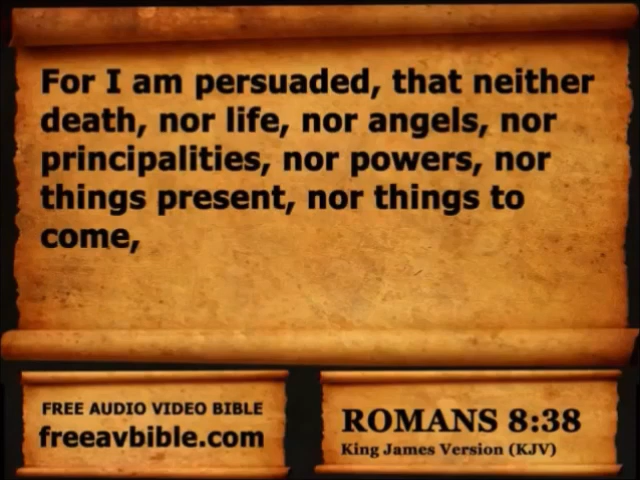 For I am persuaded, that neither
death, nor life, nor angels, nor
principalities, nor powers, nor
things present, nor things to
come,
FREE AUDIO VIDEO BIBLE
freeavbible.com
ROMANS 8:38
King James Version (KJV)